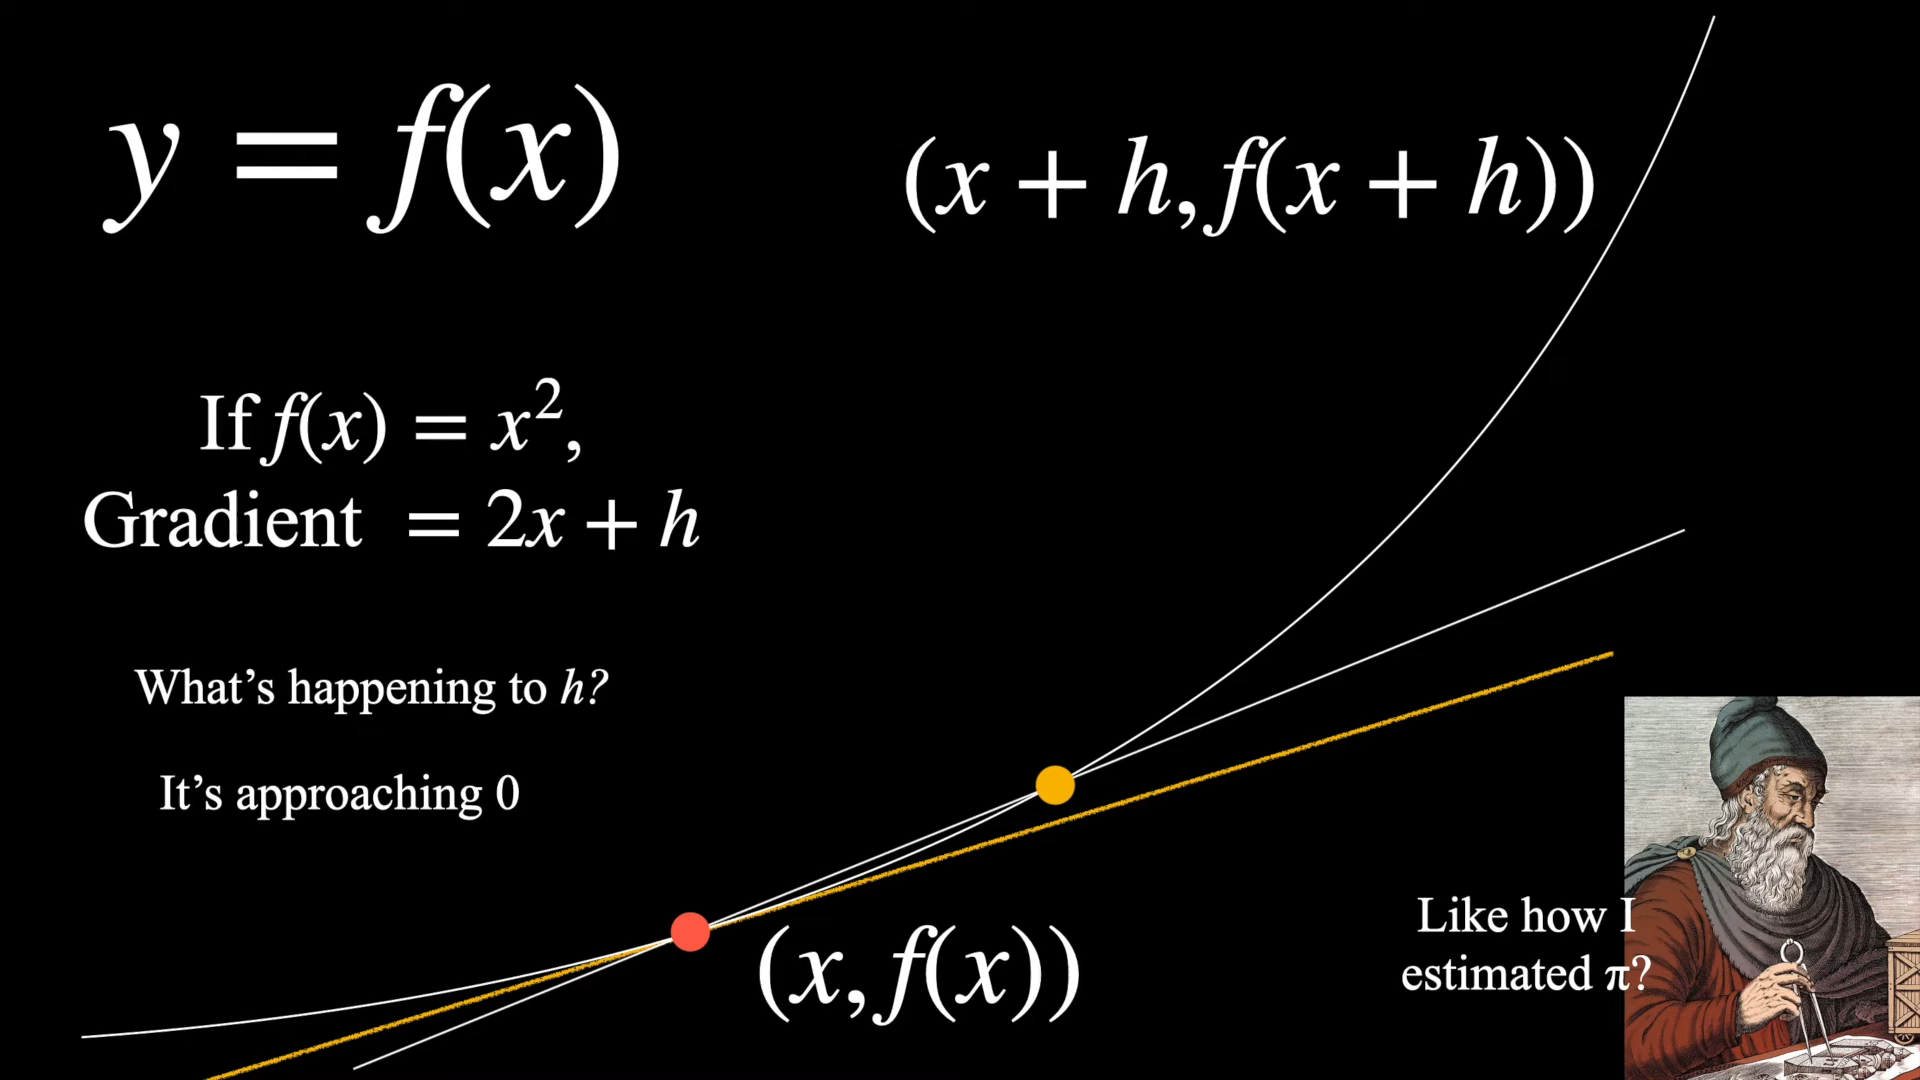 y = f(x)
(x + h, f(x + h))
If f(x) = x²,
Gradient = 2x + h
What’s happening to h?
It’s approaching 0
(x, f(x))
Like how I
estimated π?